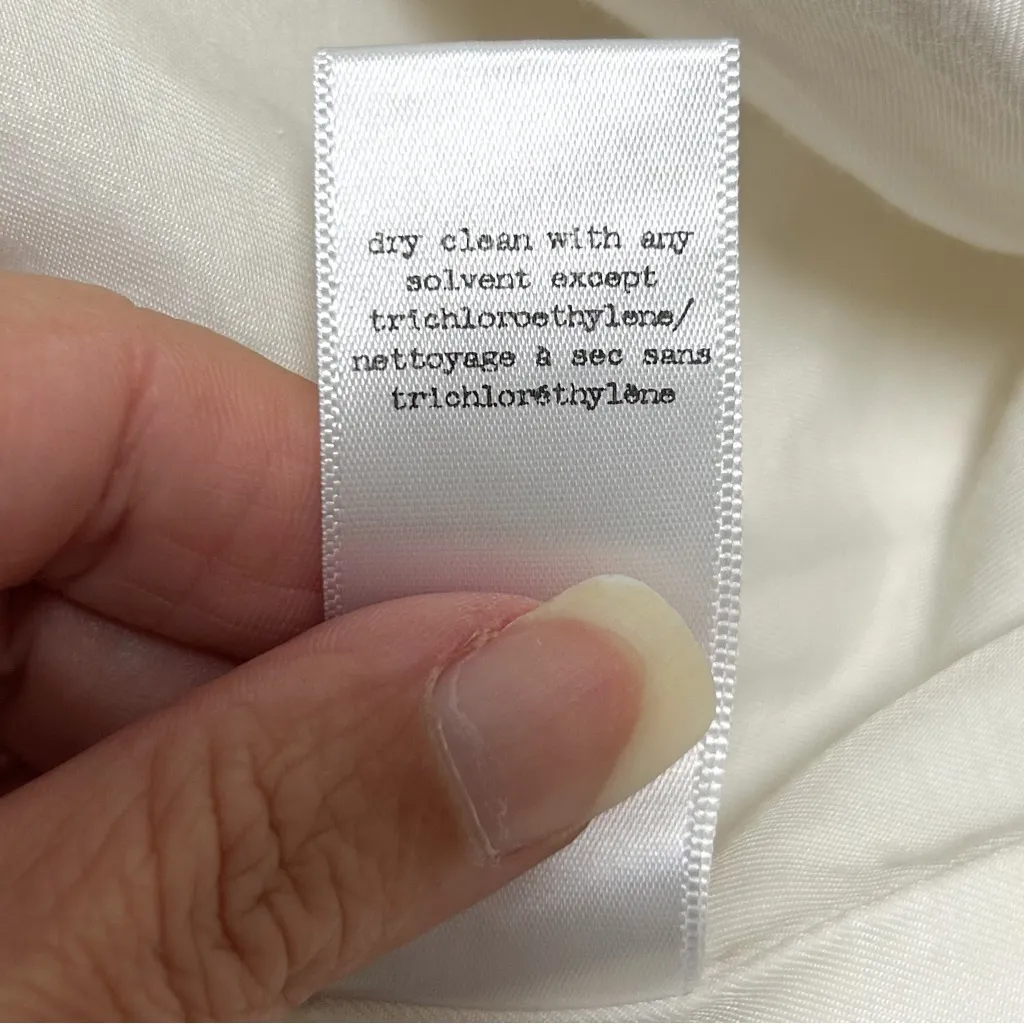 dry clean with any
solvent except
trichloroethylene/
nettoyage à sec sans
trichloréthylène